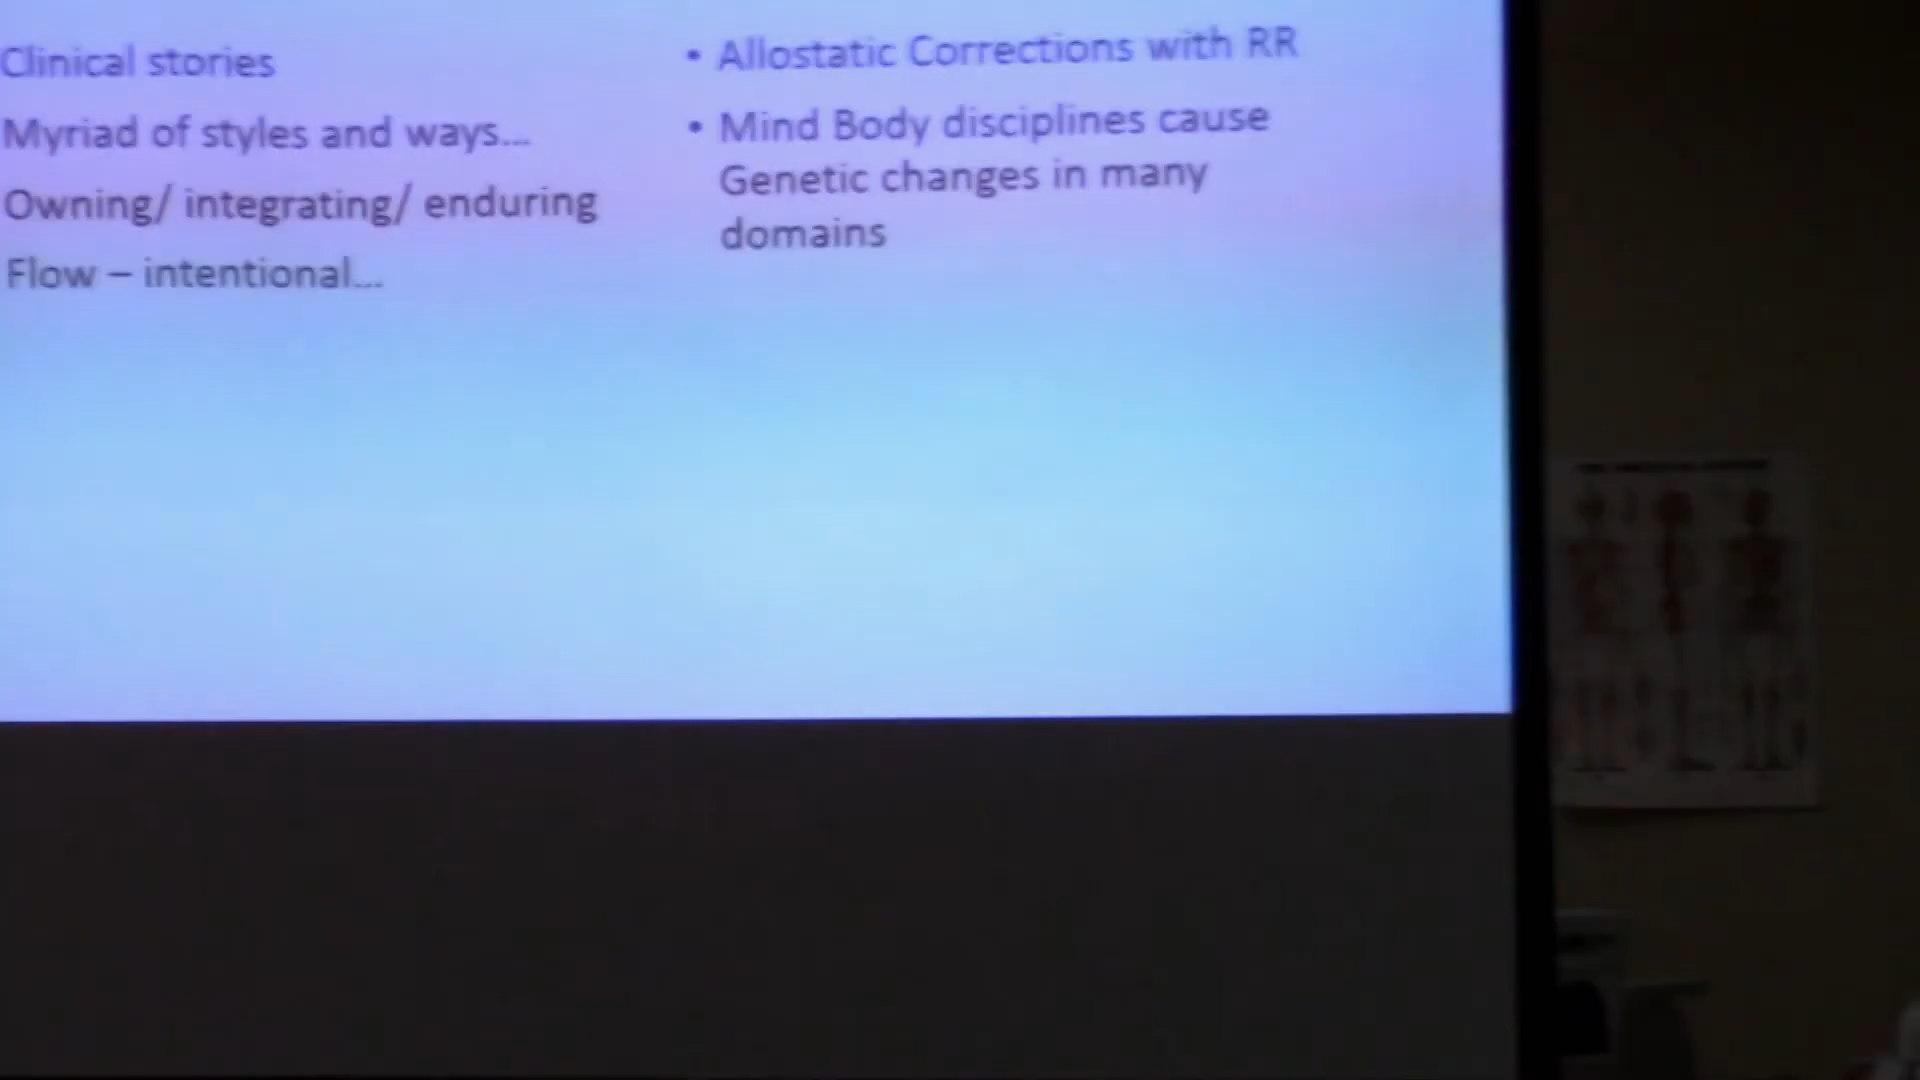 Clinical stories
Myriad of styles and ways...
Owning/ integrating/ enduring
Flow – intentional...
• Allostatic Corrections with RR
• Mind Body disciplines cause
Genetic changes in many
domains